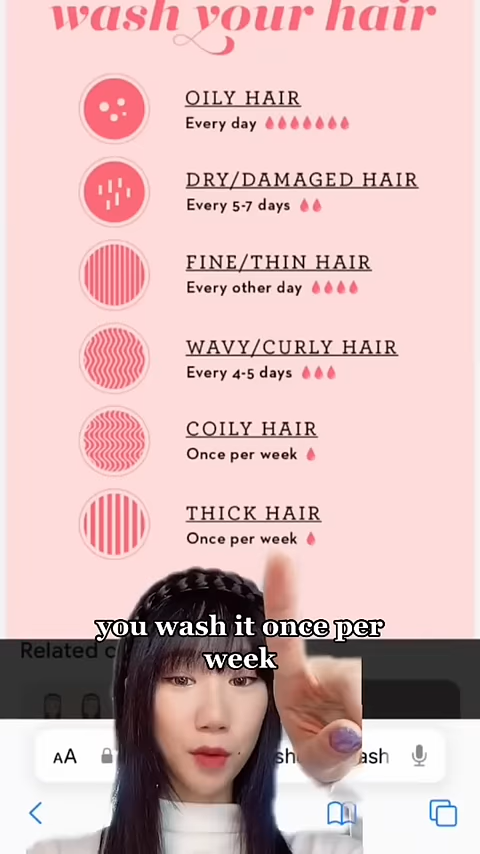 wash your hair
OILY HAIR
Every day
DRY/DAMAGED HAIR
Every 5-7 days
FINE/THIN HAIR
Every other day
WAVY/CURLY HAIR
Every 4-5 days
COILY HAIR
Once per week
THICK HAIR
Once per week
you wash it once per
week
Related
AA